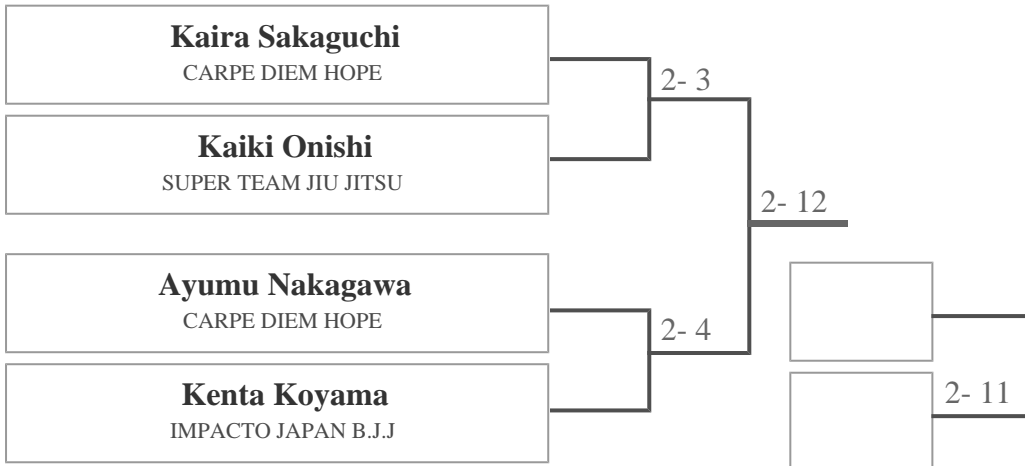 Kaira Sakaguchi
CARPE DIEM HOPE
2- 3
Kaiki Onishi
SUPER TEAM JIU JITSU
2- 12
Ayumu Nakagawa
CARPE DIEM HOPE
2- 4
Kenta Koyama
IMPACTO JAPAN B.J.J
2- 11